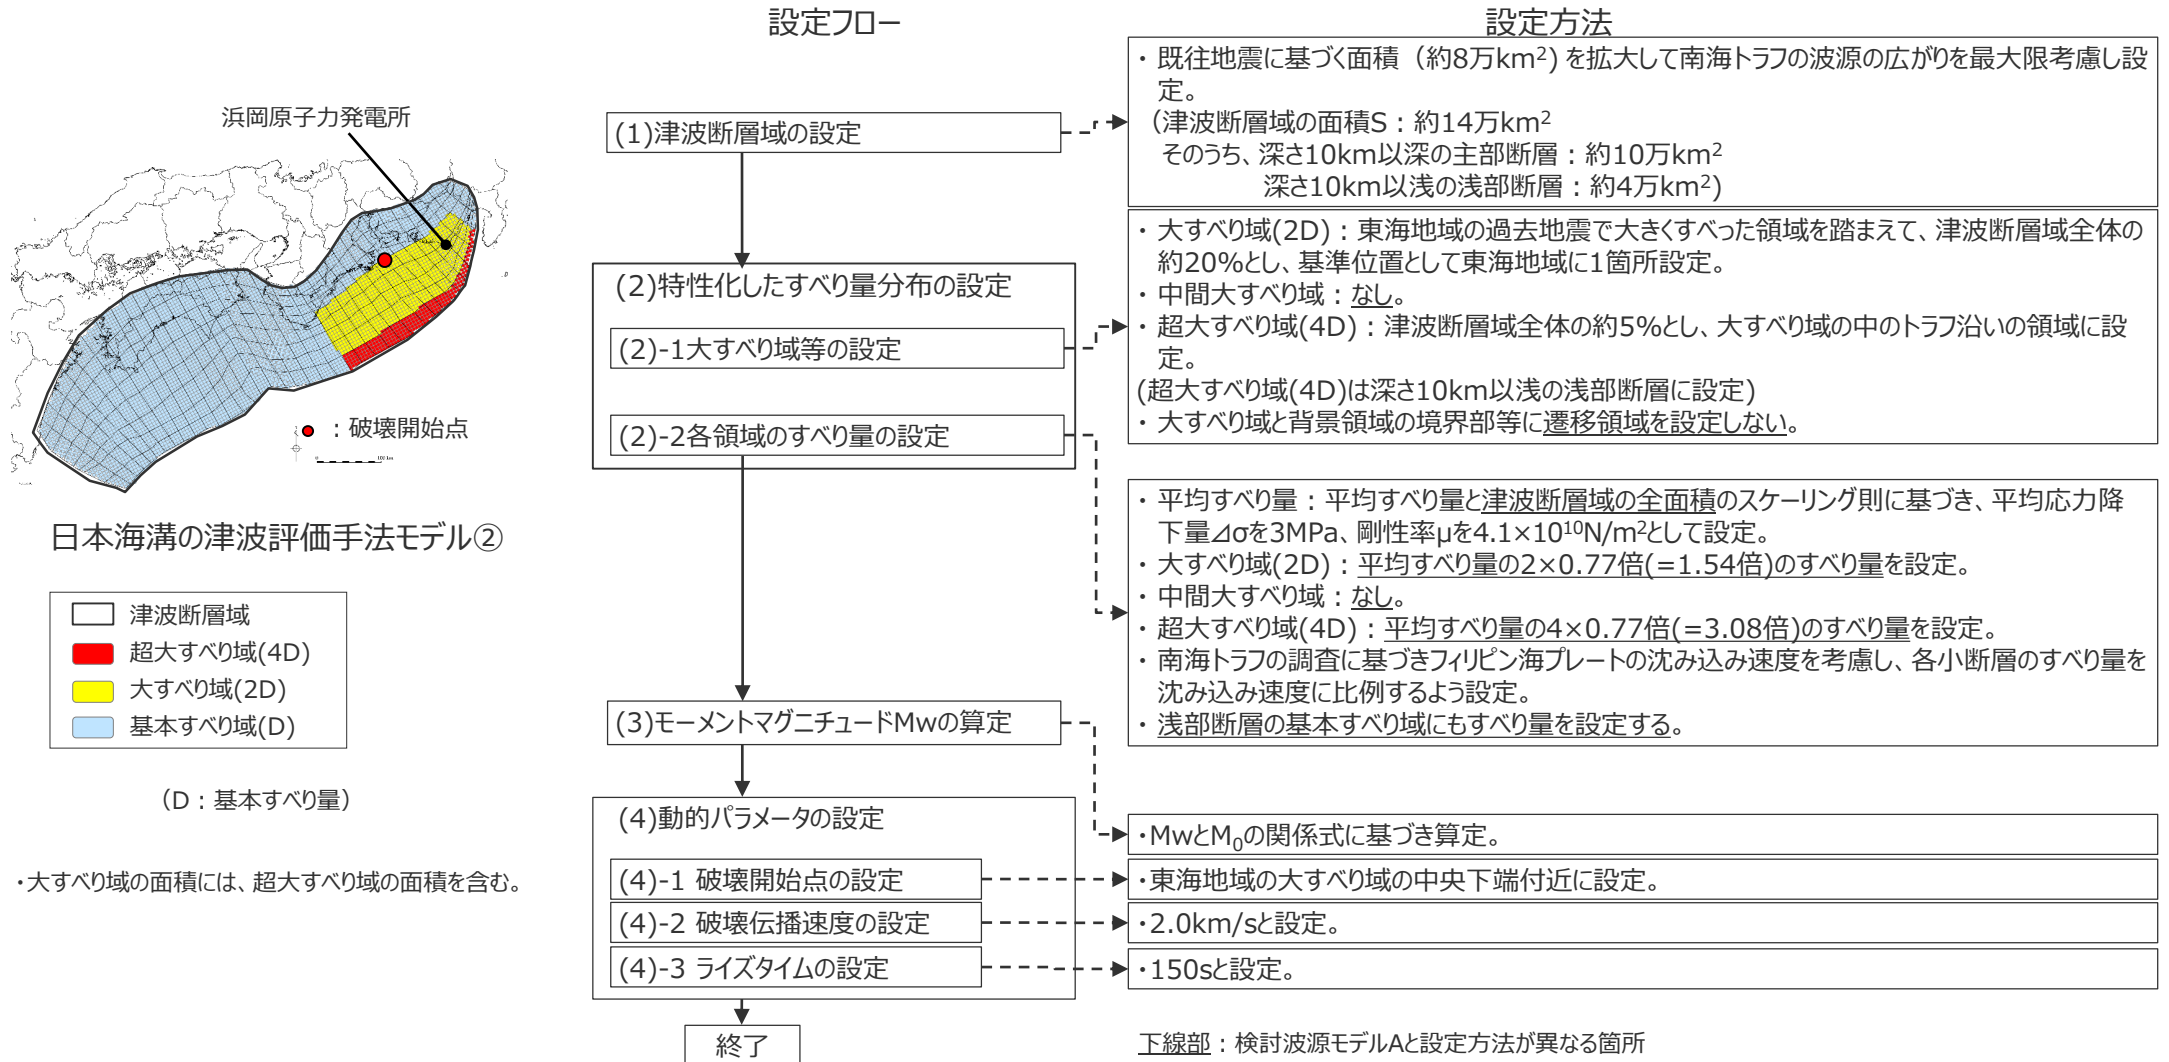 設定フロー
設定方法
浜岡原子力発電所
：破壊開始点
日本海溝の津波評価手法モデル②
津波断層域
超大すべり域(4D)
大すべり域(2D)
基本すべり域(D)
（D：基本すべり量）
・大すべり域の面積には、超大すべり域の面積を含む。
(1)津波断層域の設定
・既往地震に基づく面積（約8万km²)を拡大して南海トラフの波源の広がりを最大限考慮し設
定。
（津波断層域の面積S：約14万km²
そのうち、深さ10km以深の主部断層：約10万km²
深さ10km以浅の浅部断層：約4万km²)
(2)特性化したすべり量分布の設定
(2)-1大すべり域等の設定
・大すべり域(2D)：東海地域の過去地震で大きくすべった領域を踏まえて、津波断層域全体の
約20%とし、基準位置として東海地域に1箇所設定。
・中間大すべり域：なし。
・超大すべり域(4D)：津波断層域全体の約5%とし、大すべり域の中のトラフ沿いの領域に設
定。
(超大すべり域(4D)は深さ10km以浅の浅部断層に設定)
・大すべり域と背景領域の境界部等に遷移領域を設定しない。
(2)-2各領域のすべり量の設定
・平均すべり量：平均すべり量と津波断層域の全面積のスケーリング則に基づき、平均応力降
下量⊿σを3MPa、剛性率μを4.1×10¹⁰N/m²として設定。
・大すべり域(2D)：平均すべり量の2×0.77倍(=1.54倍)のすべり量を設定。
・中間大すべり域：なし。
・超大すべり域(4D)：平均すべり量の4×0.77倍(=3.08倍)のすべり量を設定。
・南海トラフの調査に基づきフィリピン海プレートの沈み込み速度を考慮し、各小断層のすべり量を
沈み込み速度に比例するよう設定。
・浅部断層の基本すべり域にもすべり量を設定する。
(3)モーメントマグニチュードMwの算定
・MwとM₀の関係式に基づき算定。
(4)動的パラメータの設定
(4)-1 破壊開始点の設定
・東海地域の大すべり域の中央下端付近に設定。
(4)-2 破壊伝播速度の設定
・2.0km/sと設定。
(4)-3 ライズタイムの設定
・150sと設定。
終了
下線部：検討波源モデルAと設定方法が異なる箇所